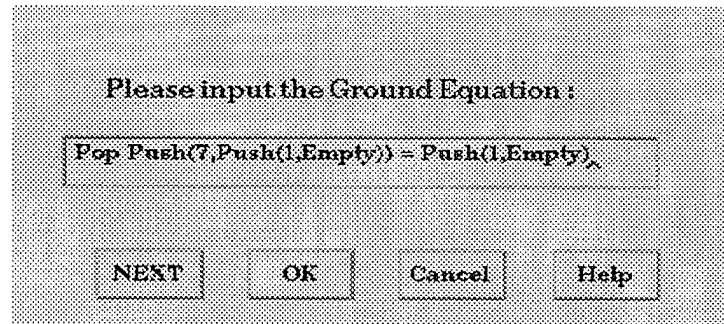 Please input the Ground Equation :
Pop Push(7,Push(1,Empty)) = Push(1,Empty)^
NEXT OK Cancel Help